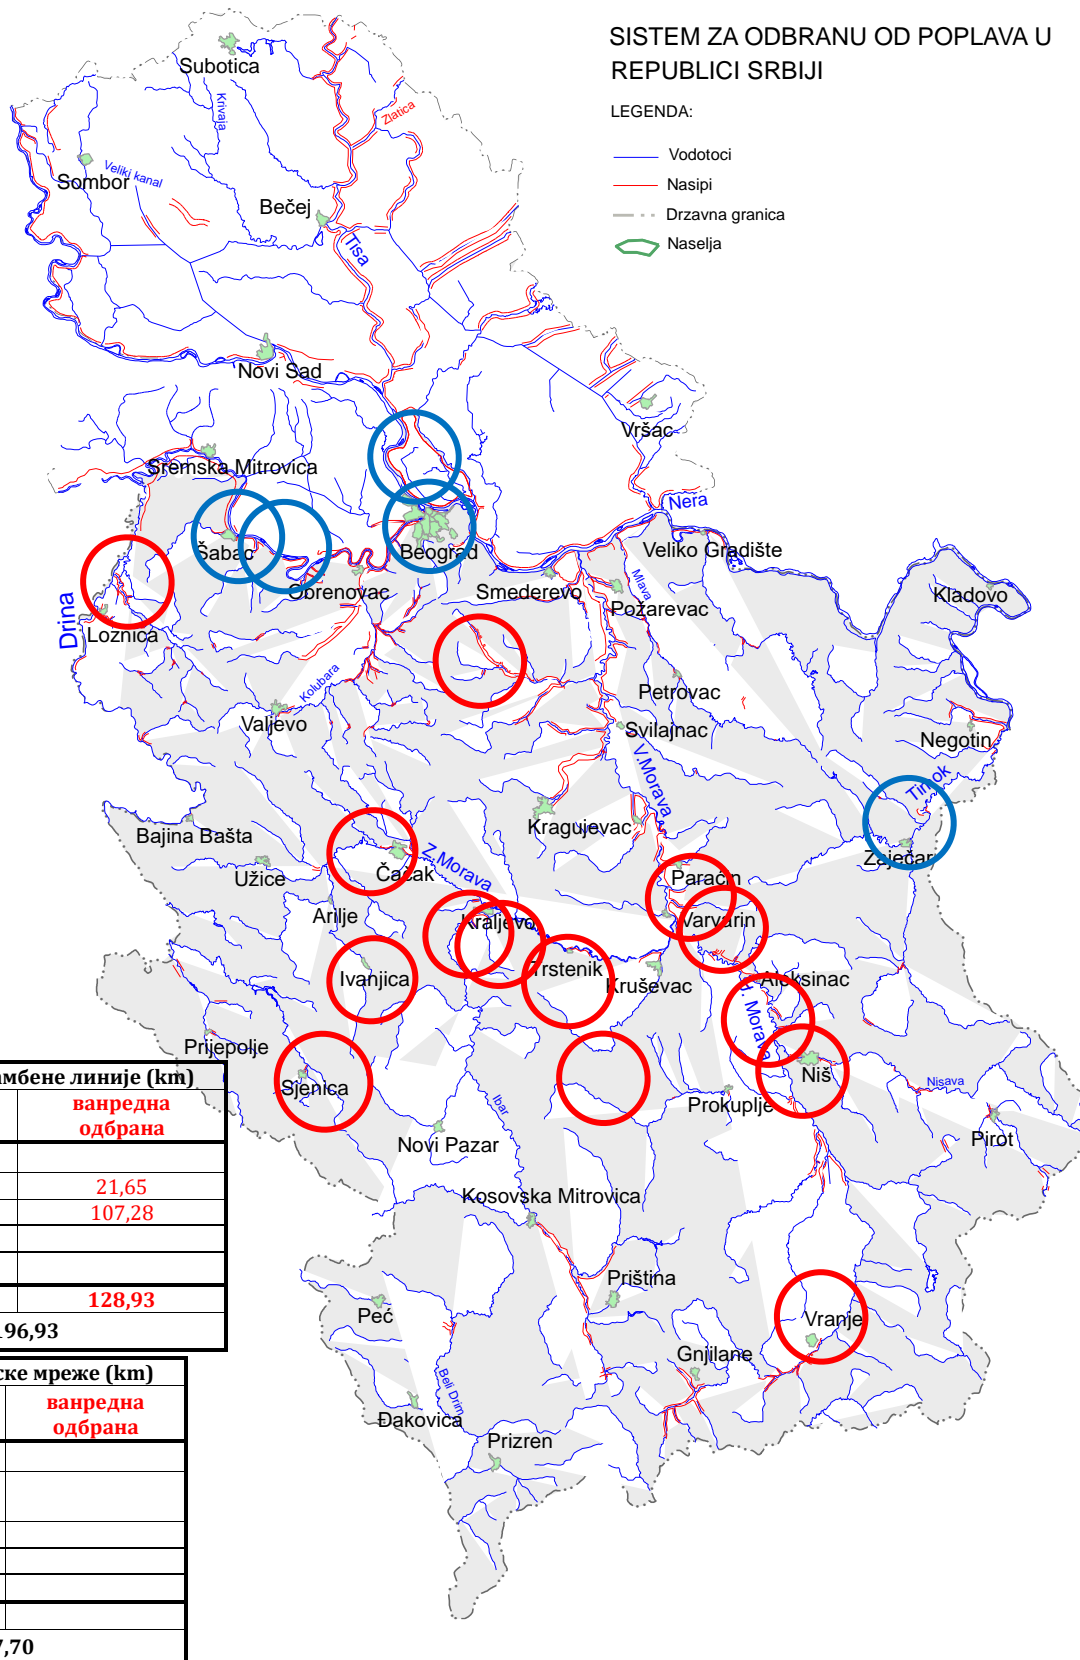 SISTEM ZA ODBRANU OD POPLAVA U
REPUBLICI SRBIJI
LEGENDA:
Vodotoci
Nasipi
Drzavna granica
Naselja
Subotica
Krivaja
Zlatica
Sombor
Veliki kanal
Bečej
Tisa
Novi Sad
Vršac
Sremska Mitrovica
Nera
Šabac
Beograd
Veliko Gradište
Obrenovac
Smederevo
Mlava
Požarevac
Kladovo
Drina
Loznica
Kolubara
Petrovac
Valjevo
Svilajnac
Negotin
V.Morava
Timok
Bajina Bašta
Kragujevac
Užice
Čačak
Z.Morava
Paraćin
Zaječar
Arilje
Kraljevo
Varvarin
Ivanjica
Trstenik
Kruševac
Aleksinac
J. Morava
Prijepolje
Sjenica
Niš
Nisava
Ibar
Prokuplje
Pirot
Novi Pazar
Kosovska Mitrovica
Priština
Peć
Vranje
Gnjilane
Beli Drim
Đakovica
Prizren
линије (km)
ванредна
одбрана
21,65
107,28
128,93
196,93
мреже (km)
ванредна
одбрана
7,70